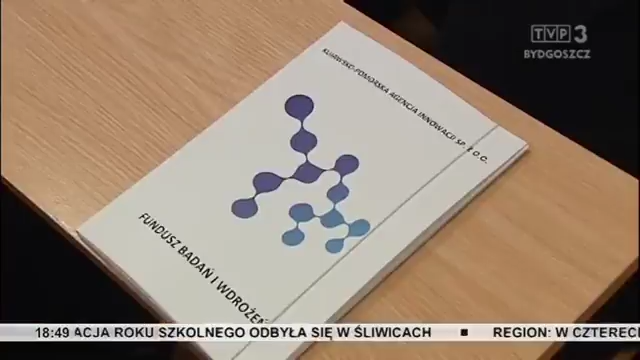 TVP 3
BYDGOSZCZ
KUJAWSKO-POMORSKA AGENCJA INNOWACJI SP. Z O.O.
FUNDUSZ BADAŃ I WDROŻEŃ
18:49 ACJA ROKU SZKOLNEGO ODBYŁA SIĘ W ŚLIWICACH ■ REGION: W CZTERECH